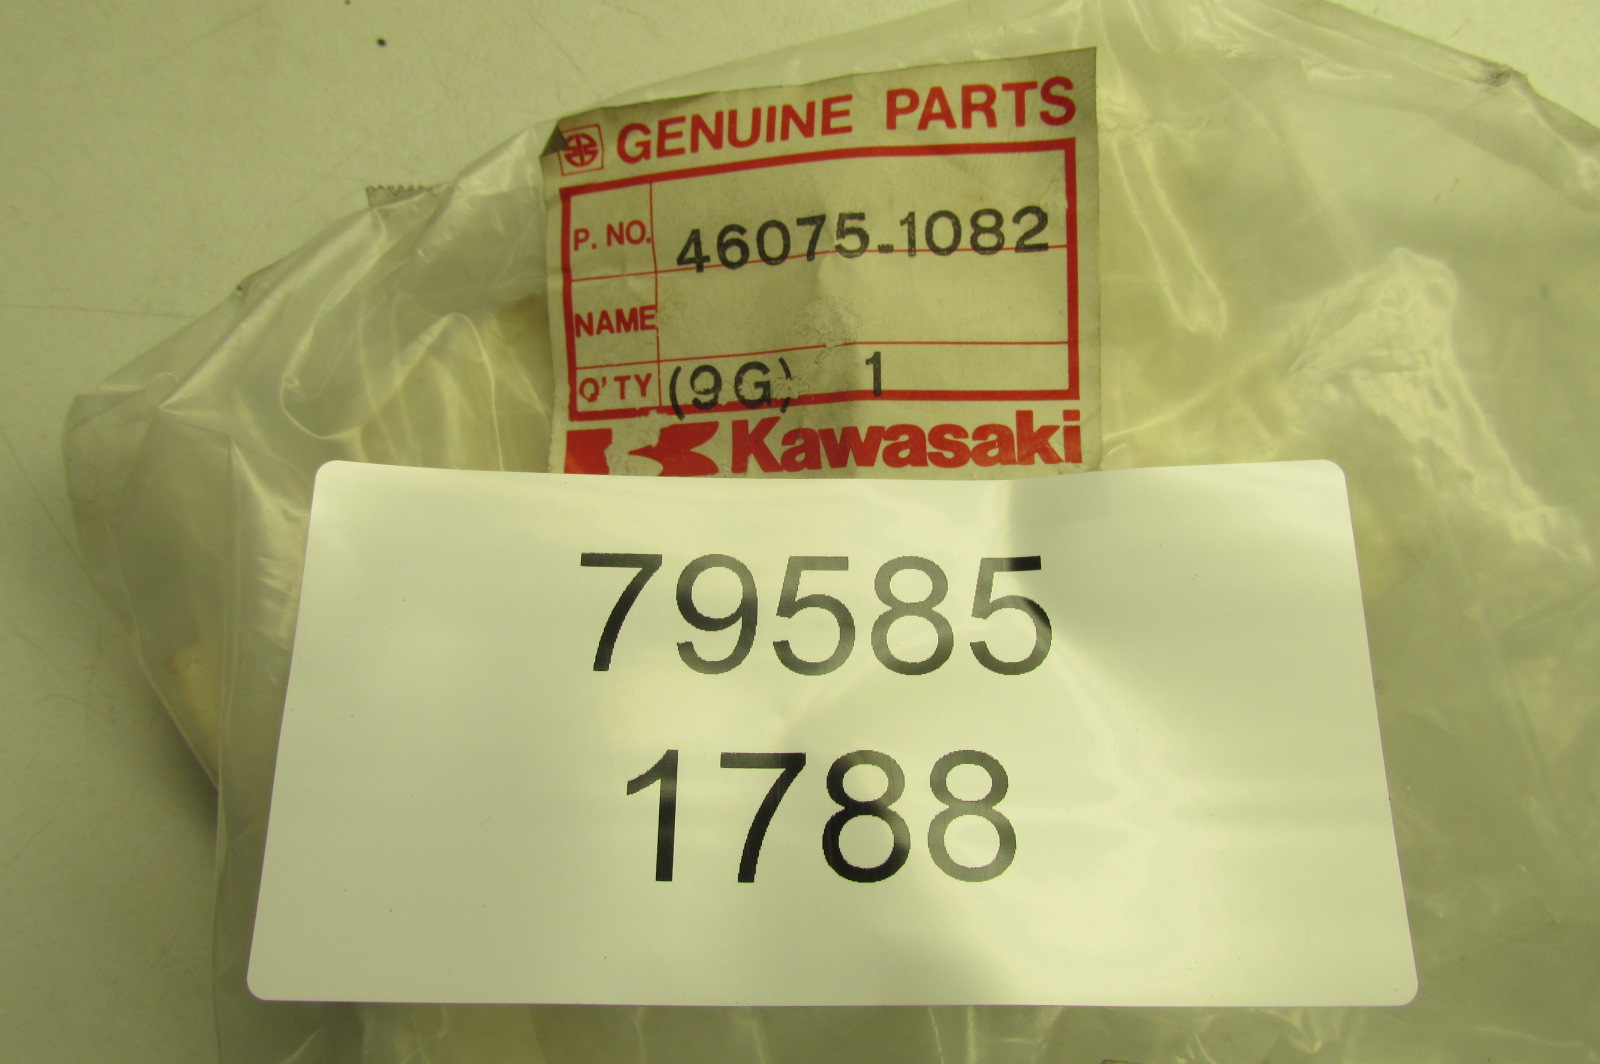 GENUINE PARTS
P. NO. 46075-1082
NAME
Q'TY (9G) 1
Kawasaki
79585
1788